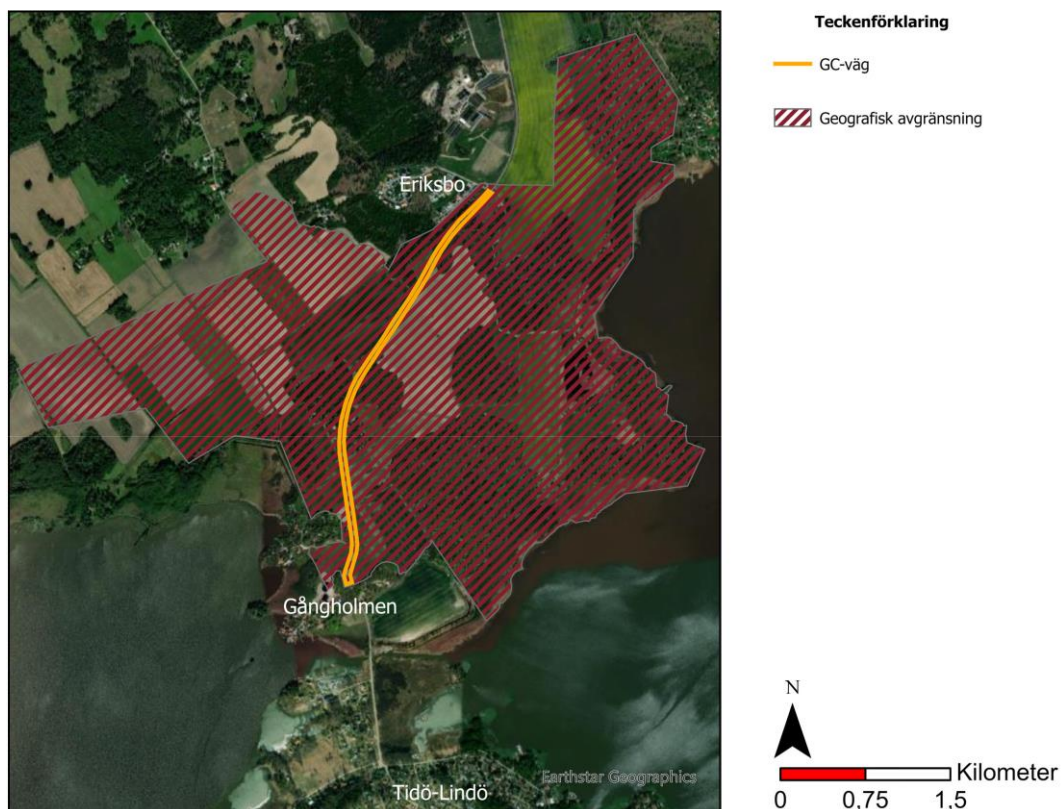 Teckenförklaring
GC-väg
Geografisk avgränsning
Eriksbo
Gångholmen
Tidö-Lindö
Earthstar Geographics
N
Kilometer
0 0,75 1,5